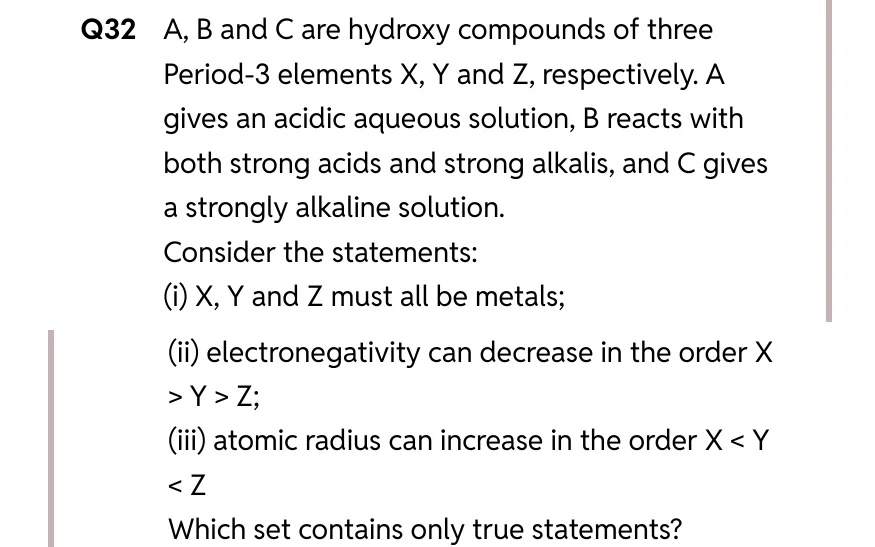 Q32 A, B and C are hydroxy compounds of three
Period-3 elements X, Y and Z, respectively. A
gives an acidic aqueous solution, B reacts with
both strong acids and strong alkalis, and C gives
a strongly alkaline solution.
Consider the statements:
(i) X, Y and Z must all be metals;
(ii) electronegativity can decrease in the order X
> Y > Z;
(iii) atomic radius can increase in the order X < Y
< Z
Which set contains only true statements?